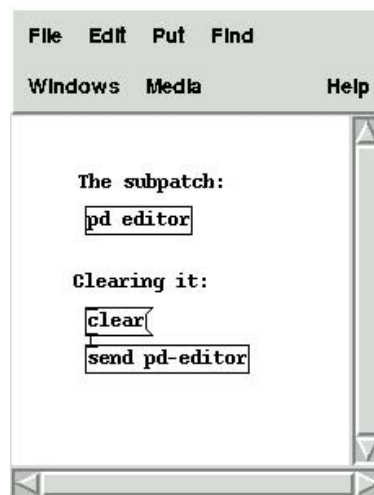 File Edit Put Find
Windows Media Help
The subpatch:
pd editor
Clearing it:
clear
send pd-editor